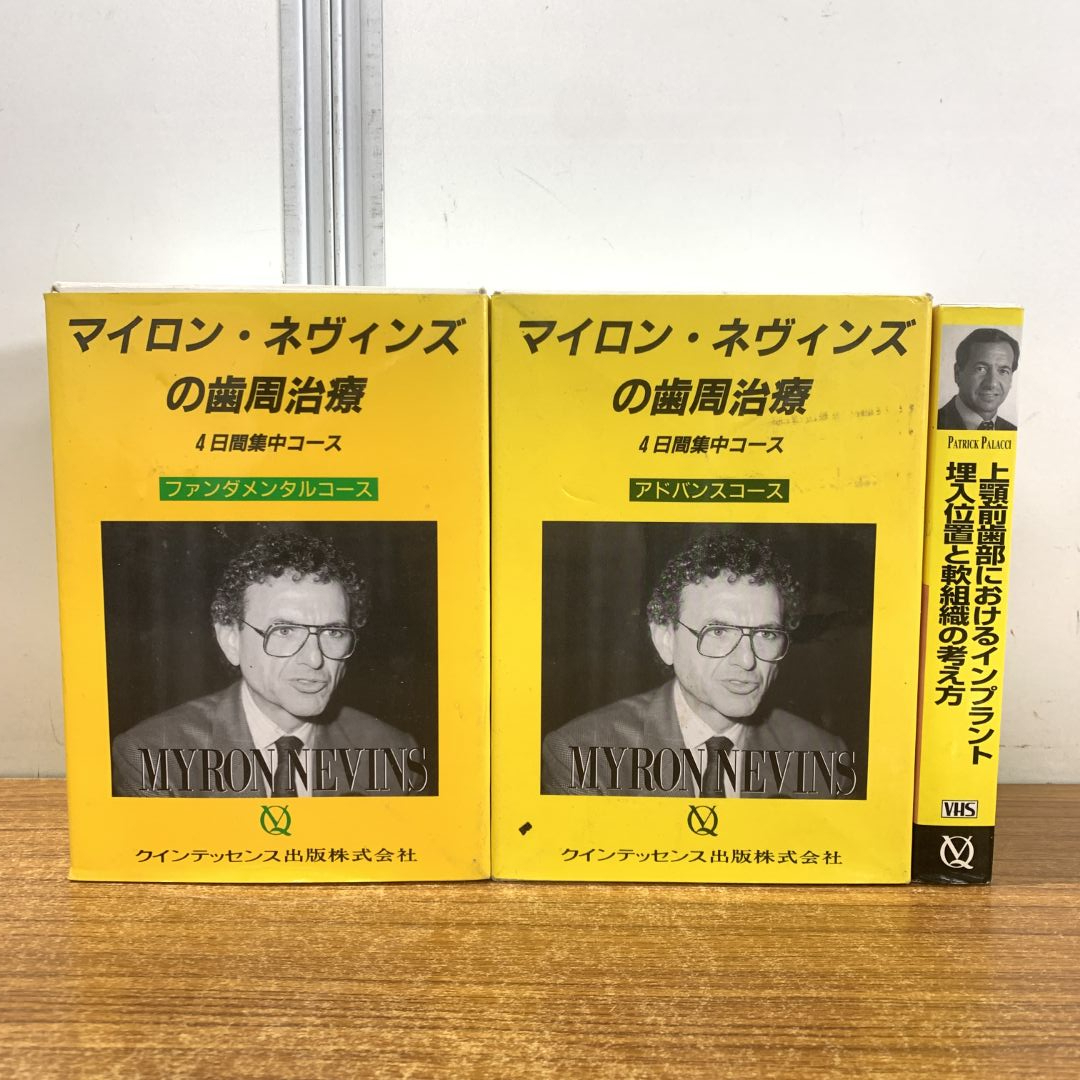 マイロン・ネヴィンズ
の歯周治療
4日間集中コース
ファンダメンタルコース
MYRON NEVINS
クインテッセンス出版株式会社
マイロン・ネヴィンズ
の歯周治療
4日間集中コース
アドバンスコース
MYRON NEVINS
クインテッセンス出版株式会社
PATRICK PALACCI
上顎前歯部におけるインプラント
埋入位置と軟組織の考え方
VHS